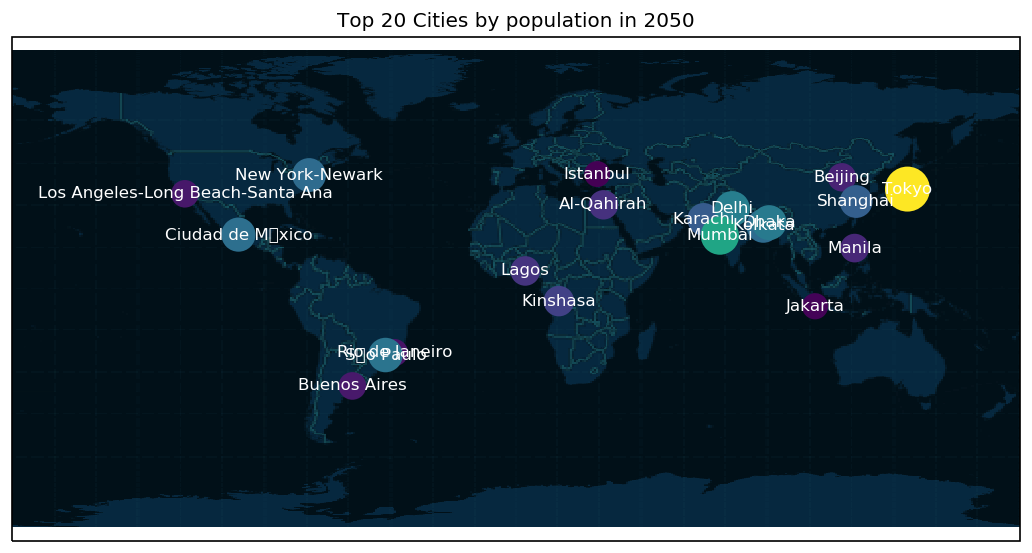 Top 20 Cities by population in 2050
New York-Newark
Los Angeles-Long Beach-Santa Ana
Ciudad de M▯xico
Istanbul
Al-Qahirah
Beijing
Shanghai
Tokyo
Delhi
Karachi
Dhaka
Kolkata
Mumbai
Manila
Lagos
Kinshasa
Jakarta
Rio de Janeiro
S▯o Paulo
Buenos Aires